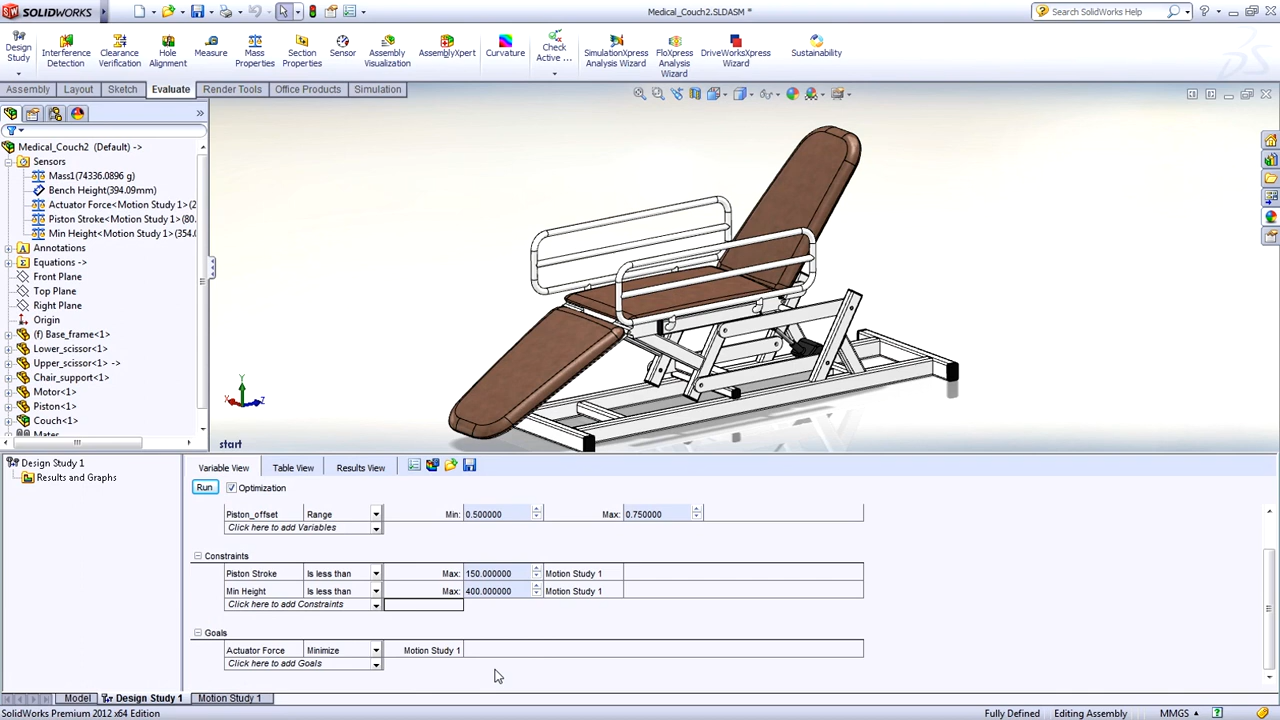 SOLIDWORKS
Medical_Couch2.SLDASM *
Search SolidWorks Help
Design Study
Interference Detection
Clearance Verification
Hole Alignment
Measure
Mass Properties
Section Properties
Sensor
Assembly Visualization
AssemblyXpert
Curvature
Check Active ...
SimulationXpress Analysis Wizard
FloXpress Analysis Wizard
DriveWorksXpress Wizard
Sustainability
Assembly Layout Sketch Evaluate Render Tools Office Products Simulation
Medical_Couch2 (Default) ->
Sensors
Mass1(74336.0896 g)
Bench Height(394.09mm)
Actuator Force<Motion Study 1>(2
Piston Stroke<Motion Study 1>(80.
Min Height<Motion Study 1>(354.0
Annotations
Equations ->
Front Plane
Top Plane
Right Plane
Origin
(f) Base_frame<1>
Lower_scissor<1>
Upper_scissor<1> ->
Chair_support<1>
Motor<1>
Piston<1>
Couch<1>
Mates
Y
X
Z
start
Design Study 1
Results and Graphs
Variable View Table View Results View
Run Optimization
Piston_offset Range Min: 0.500000 Max: 0.750000
Click here to add Variables
Constraints
Piston Stroke Is less than Max: 150.000000 Motion Study 1
Min Height Is less than Max: 400.000000 Motion Study 1
Click here to add Constraints
Goals
Actuator Force Minimize Motion Study 1
Click here to add Goals
Model Design Study 1 Motion Study 1
SolidWorks Premium 2012 x64 Edition Fully Defined Editing Assembly MMGS